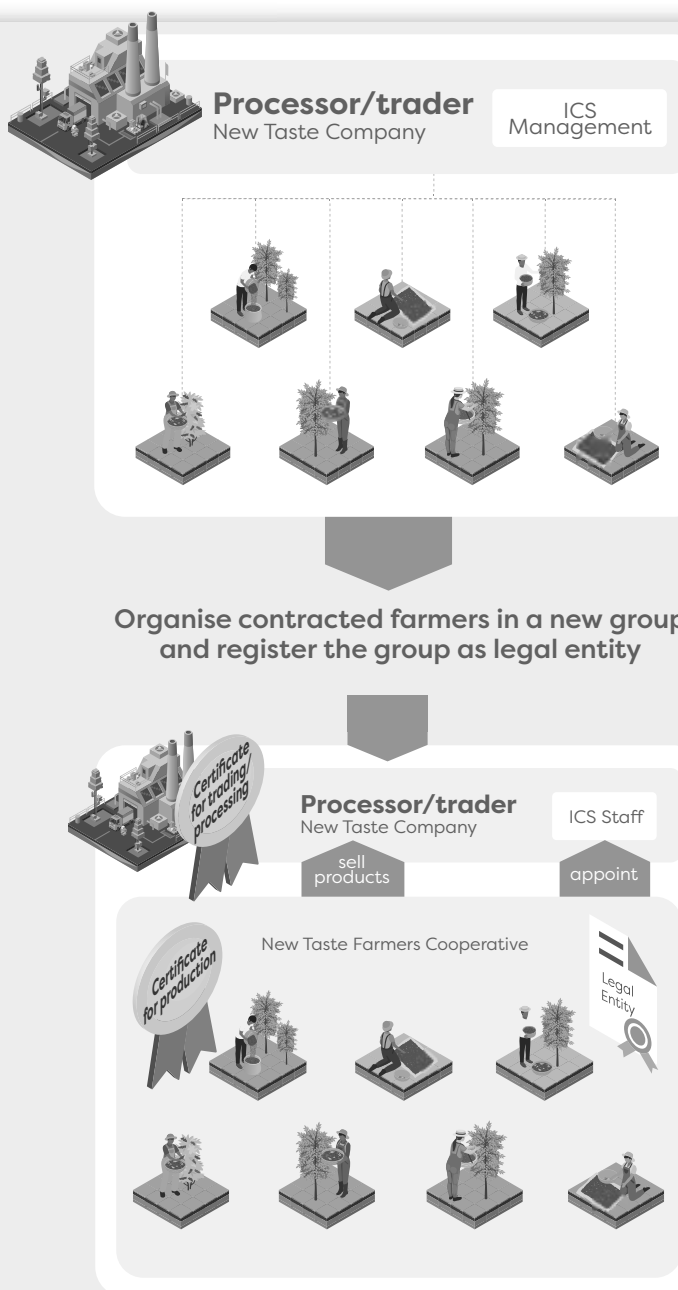 Processor/trader
New Taste Company
ICS
Management
Organise contracted farmers in a new group
and register the group as legal entity
Certificate
for trading/
processing
Processor/trader
New Taste Company
ICS Staff
sell
products
appoint
Certificate
for production
New Taste Farmers Cooperative
Legal
Entity